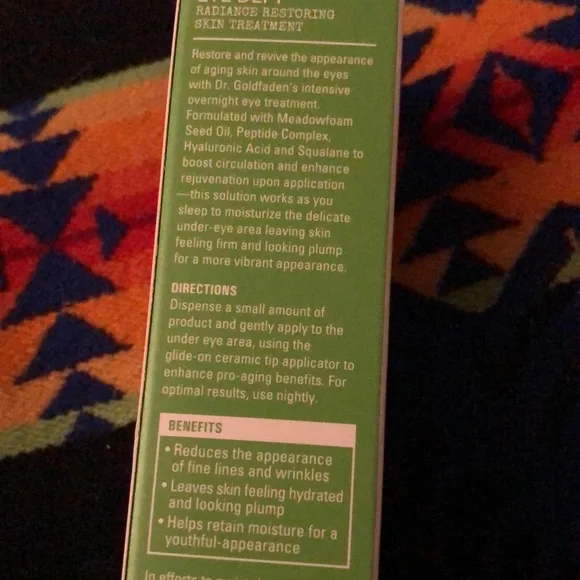 RADIANCE RESTORING
SKIN TREATMENT
Restore and revive the appearance
of aging skin around the eyes
with Dr. Goldfaden's intensive
overnight eye treatment.
Formulated with Meadowfoam
Seed Oil, Peptide Complex,
Hyaluronic Acid and Squalane to
boost circulation and enhance
rejuvenation upon application
—this solution works as you
sleep to moisturize the delicate
under-eye area leaving skin
feeling firm and looking plump
for a more vibrant appearance.
DIRECTIONS
Dispense a small amount of
product and gently apply to the
under eye area, using the
glide-on ceramic tip applicator to
enhance pro-aging benefits. For
optimal results, use nightly.
BENEFITS
• Reduces the appearance
of fine lines and wrinkles
• Leaves skin feeling hydrated
and looking plump
• Helps retain moisture for a
youthful-appearance
In efforts to